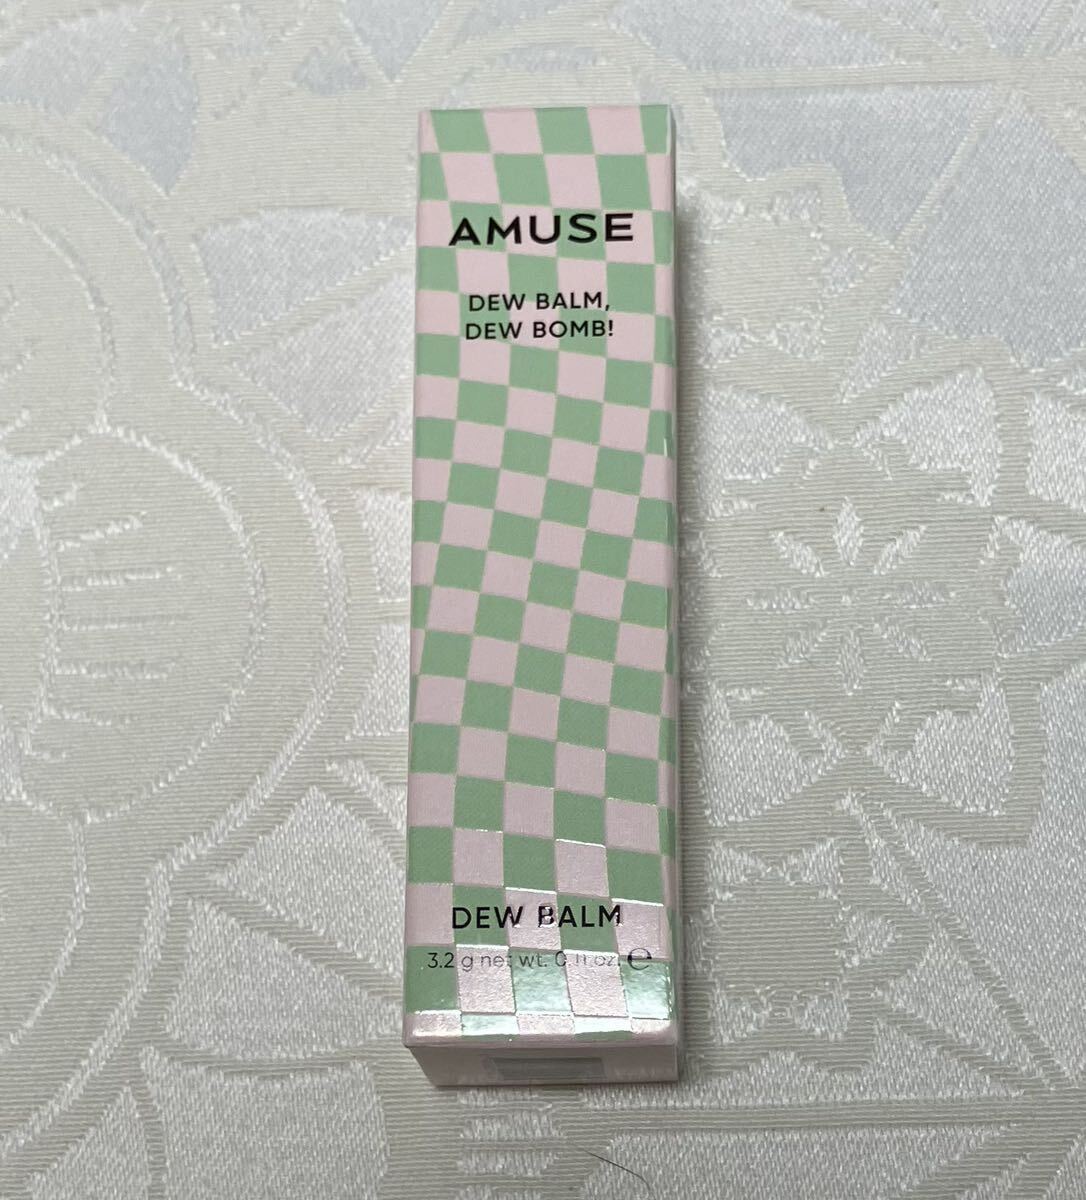 AMUSE
DEW BALM,
DEW BOMB!
DEW BALM
3.2 g net wt. 0.11 oz. ℮